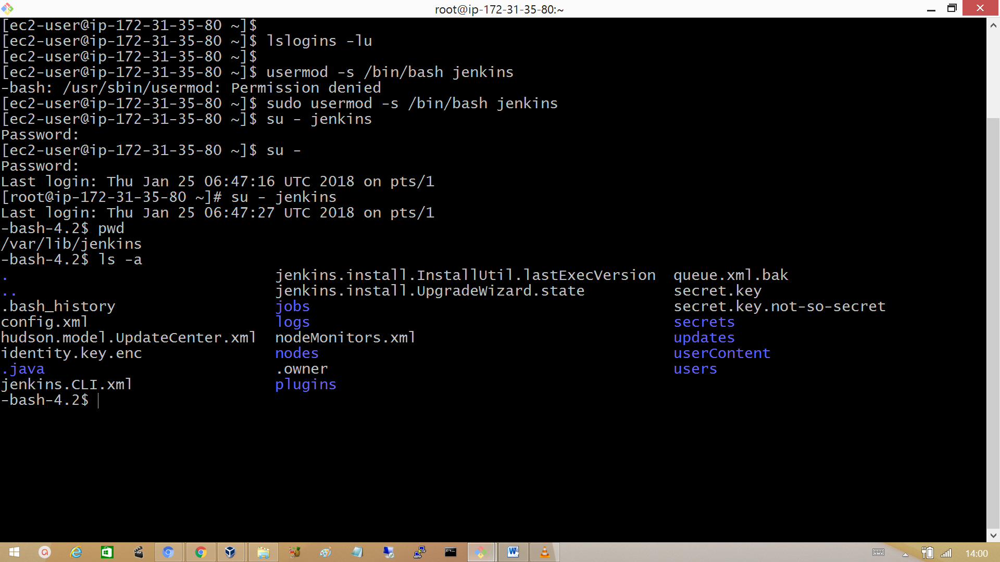 root@ip-172-31-35-80:~
[ec2-user@ip-172-31-35-80 ~]$
[ec2-user@ip-172-31-35-80 ~]$ lslogins -lu
[ec2-user@ip-172-31-35-80 ~]$
[ec2-user@ip-172-31-35-80 ~]$ usermod -s /bin/bash jenkins
-bash: /usr/sbin/usermod: Permission denied
[ec2-user@ip-172-31-35-80 ~]$ sudo usermod -s /bin/bash jenkins
[ec2-user@ip-172-31-35-80 ~]$ su - jenkins
Password:
[ec2-user@ip-172-31-35-80 ~]$ su -
Password:
Last login: Thu Jan 25 06:47:16 UTC 2018 on pts/1
[root@ip-172-31-35-80 ~]# su - jenkins
Last login: Thu Jan 25 06:47:27 UTC 2018 on pts/1
-bash-4.2$ pwd
/var/lib/jenkins
-bash-4.2$ ls -a
. jenkins.install.InstallUtil.lastExecVersion queue.xml.bak
.. jenkins.install.UpgradeWizard.state secret.key
.bash_history jobs secret.key.not-so-secret
config.xml logs secrets
hudson.model.UpdateCenter.xml nodeMonitors.xml updates
identity.key.enc nodes userContent
.java .owner users
jenkins.CLI.xml plugins
-bash-4.2$
14:00